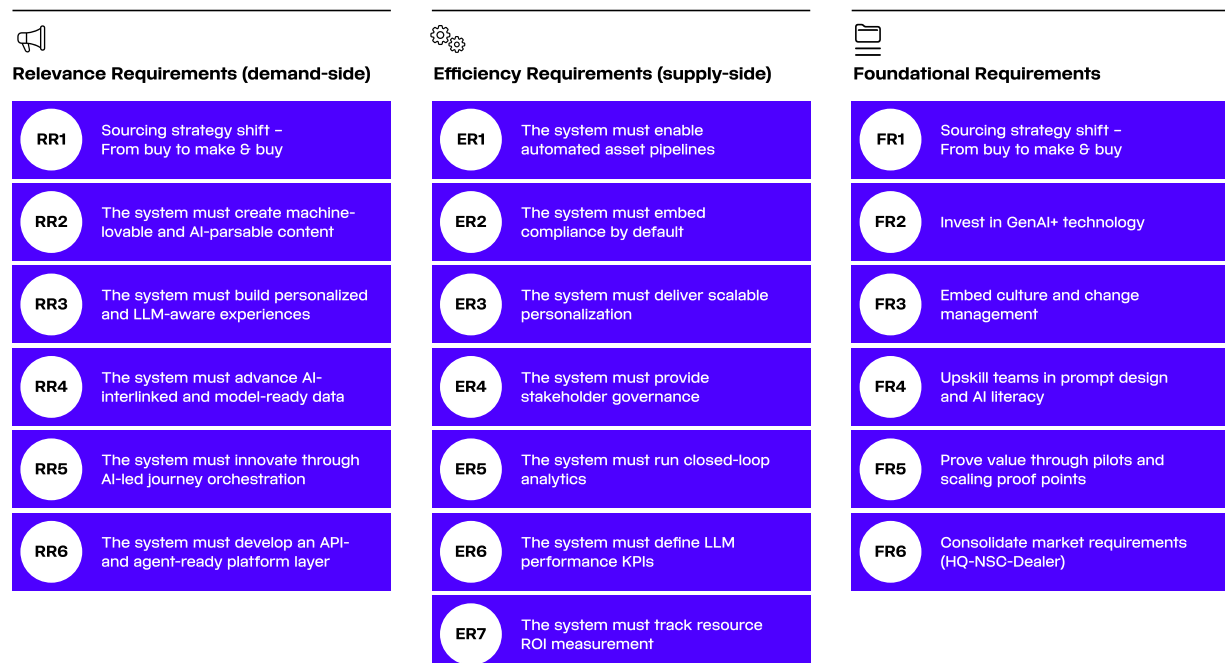 Relevance Requirements (demand-side)
RR1
Sourcing strategy shift –
From buy to make & buy
RR2
The system must create machine-
lovable and AI-parsable content
RR3
The system must build personalized
and LLM-aware experiences
RR4
The system must advance AI-
interlinked and model-ready data
RR5
The system must innovate through
AI-led journey orchestration
RR6
The system must develop an API-
and agent-ready platform layer
Efficiency Requirements (supply-side)
ER1
The system must enable
automated asset pipelines
ER2
The system must embed
compliance by default
ER3
The system must deliver scalable
personalization
ER4
The system must provide
stakeholder governance
ER5
The system must run closed-loop
analytics
ER6
The system must define LLM
performance KPIs
ER7
The system must track resource
ROI measurement
Foundational Requirements
FR1
Sourcing strategy shift –
From buy to make & buy
FR2
Invest in GenAI+ technology
FR3
Embed culture and change
management
FR4
Upskill teams in prompt design
and AI literacy
FR5
Prove value through pilots and
scaling proof points
FR6
Consolidate market requirements
(HQ-NSC-Dealer)